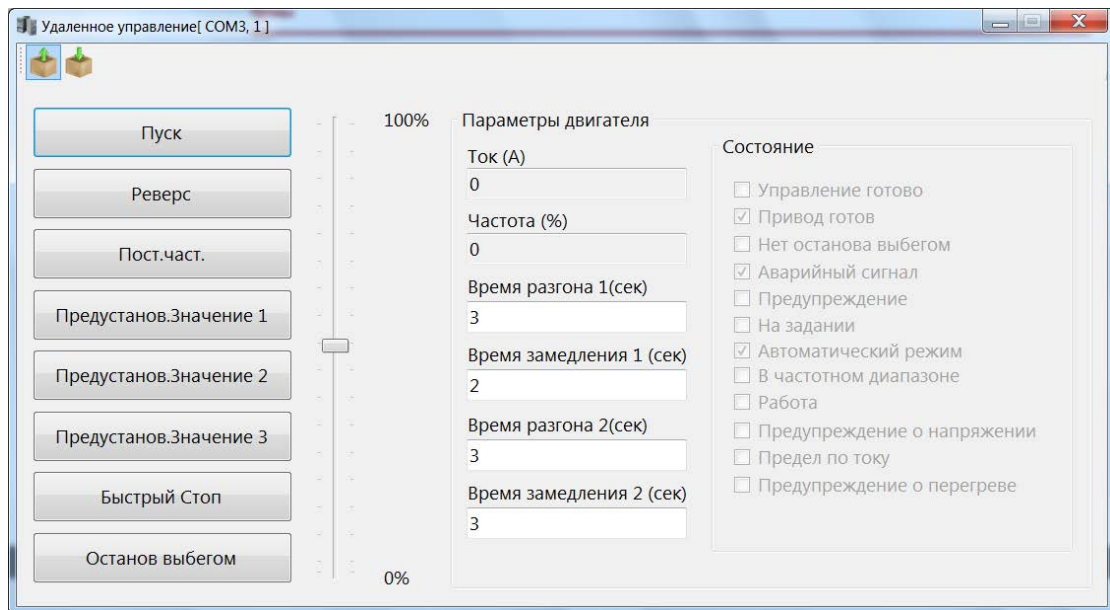 Удаленное управление[ COM3, 1 ]
Пуск
Реверс
Пост.част.
Предустанов.Значение 1
Предустанов.Значение 2
Предустанов.Значение 3
Быстрый Стоп
Останов выбегом
100%
0%
Параметры двигателя
Ток (А)
0
Частота (%)
0
Время разгона 1(сек)
3
Время замедления 1 (сек)
2
Время разгона 2(сек)
3
Время замедления 2 (сек)
3
Состояние
Управление готово
Привод готов
Нет останова выбегом
Аварийный сигнал
Предупреждение
На задании
Автоматический режим
В частотном диапазоне
Работа
Предупреждение о напряжении
Предел по току
Предупреждение о перегреве